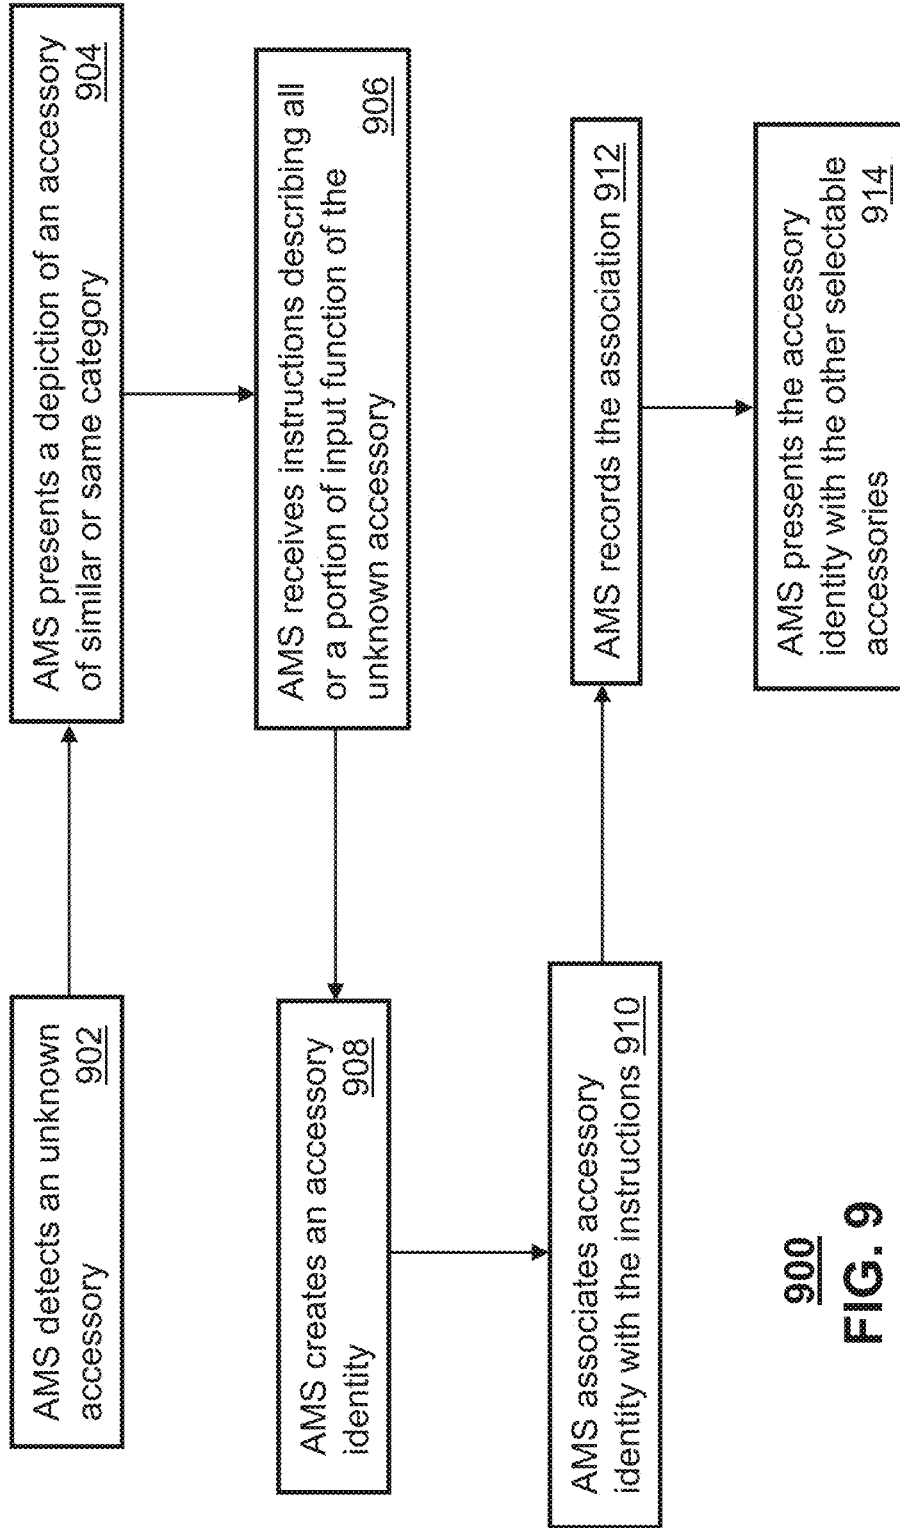 AMS detects an unknown
accessory 902
AMS presents a depiction of an accessory
of similar or same category 904
AMS receives instructions describing all
or a portion of input function of the
unknown accessory 906
AMS creates an accessory
identity 908
AMS associates accessory
identity with the instructions 910
AMS records the association 912
AMS presents the accessory
identity with the other selectable
accessories 914
900
FIG. 9